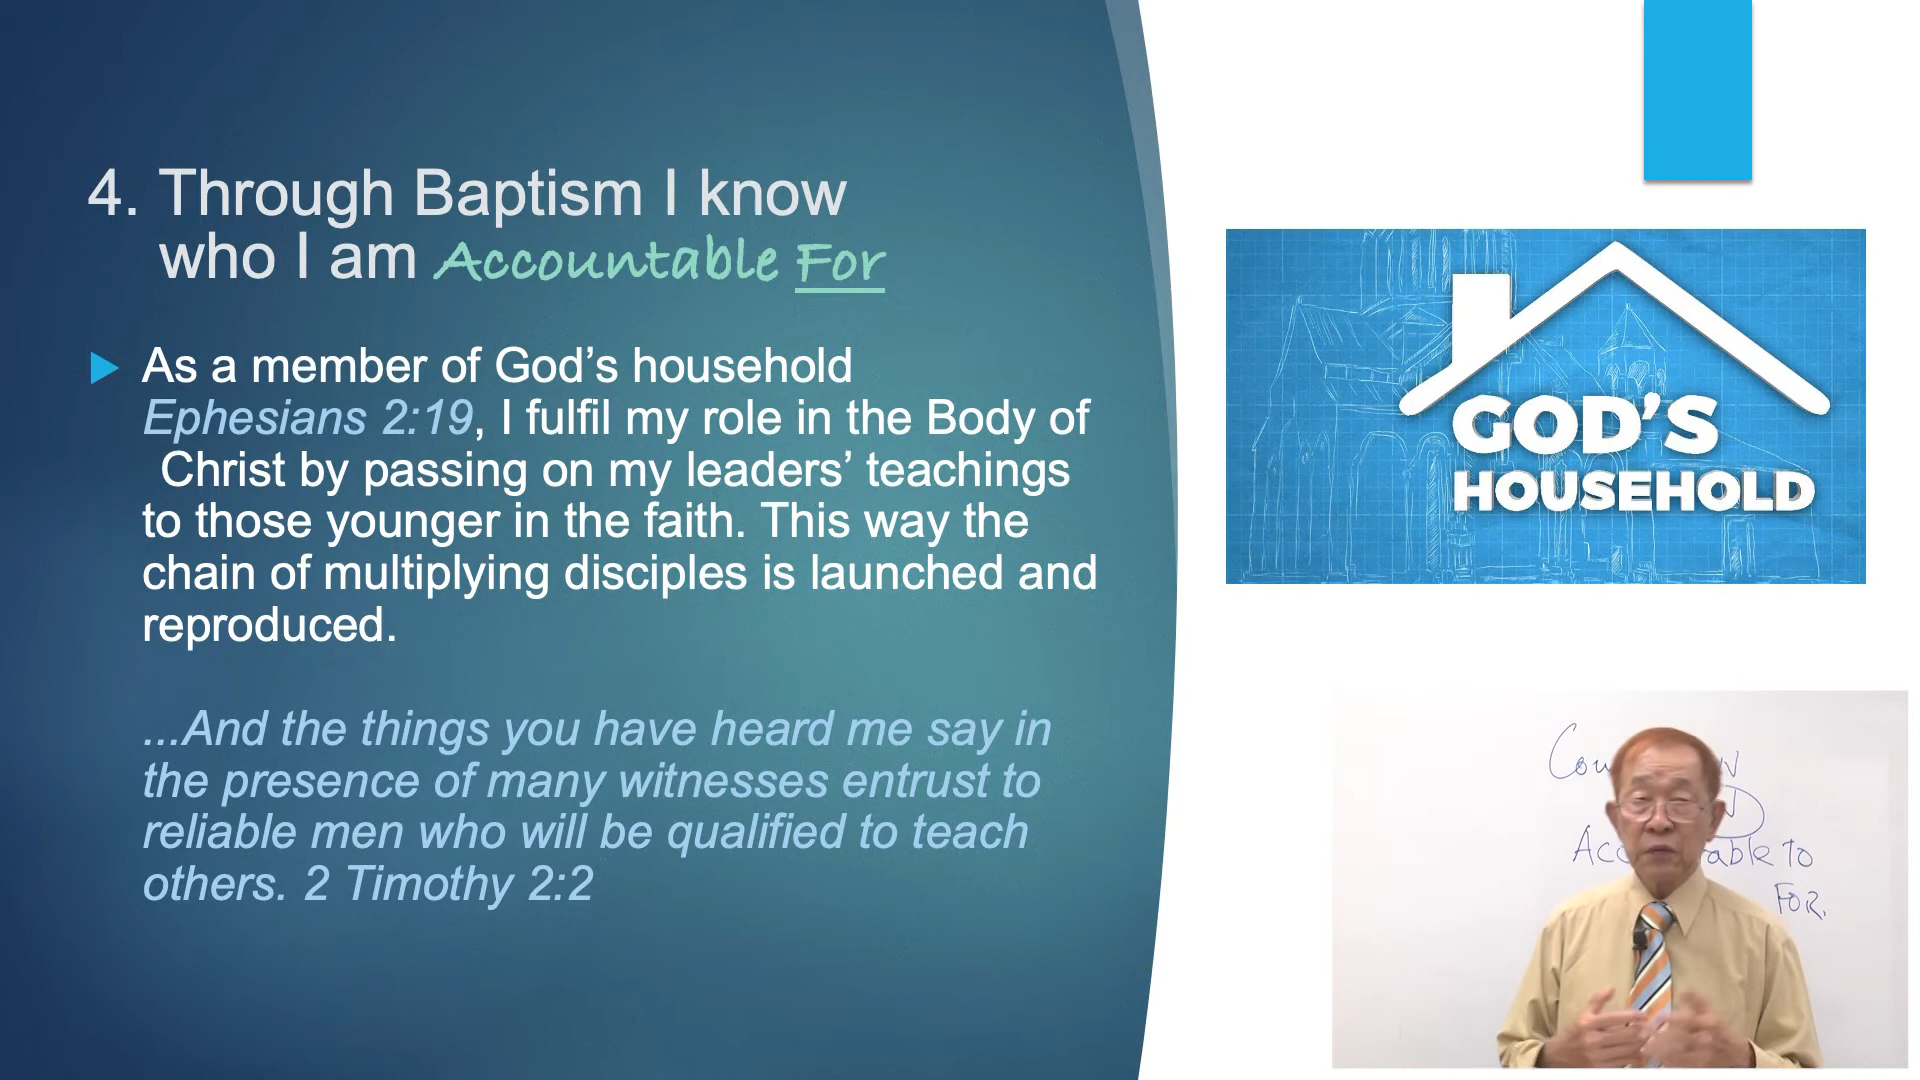 4. Through Baptism I know
who I am Accountable For
As a member of God’s household
Ephesians 2:19, I fulfil my role in the Body of
Christ by passing on my leaders’ teachings
to those younger in the faith. This way the
chain of multiplying disciples is launched and
reproduced.
...And the things you have heard me say in
the presence of many witnesses entrust to
reliable men who will be qualified to teach
others. 2 Timothy 2:2
GOD’S
HOUSEHOLD
To
FOR.